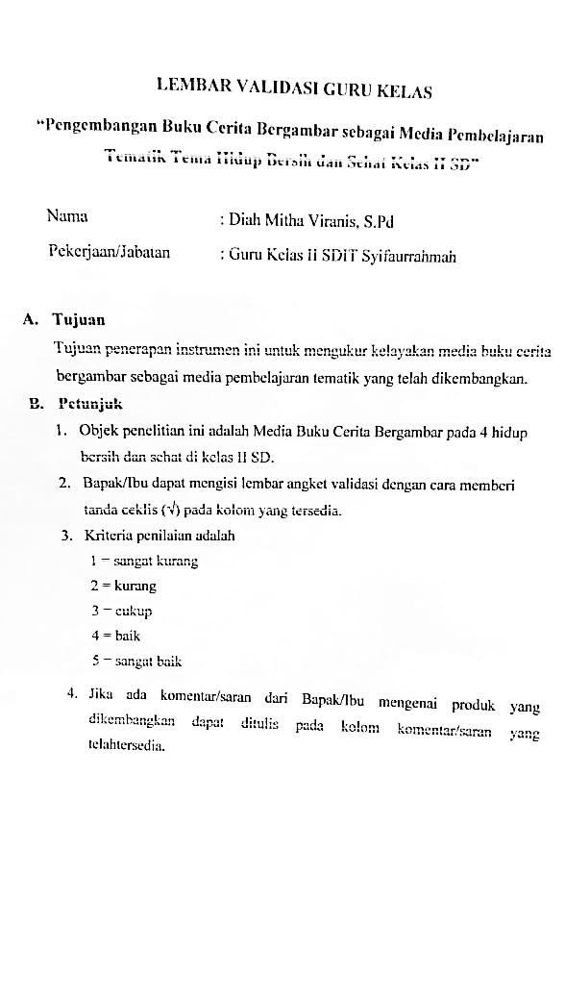 LEMBAR VALIDASI GURU KELAS
“Pengembangan Buku Cerita Bergambar sebagai Media Pembelajaran
Tematik Tema Hidup Bersih dan Sehat Kelas II SD”
Nama : Diah Mitha Viranis, S.Pd
Pekerjaan/Jabatan : Guru Kelas II SDIT Syifaurrahmah
A. Tujuan
Tujuan penerapan instrumen ini untuk mengukur kelayakan media buku cerita
bergambar sebagai media pembelajaran tematik yang telah dikembangkan.
B. Petunjuk
1. Objek penelitian ini adalah Media Buku Cerita Bergambar pada 4 hidup
bersih dan sehat di kelas II SD.
2. Bapak/Ibu dapat mengisi lembar angket validasi dengan cara memberi
tanda ceklis (√) pada kolom yang tersedia.
3. Kriteria penilaian adalah
1 = sangat kurang
2 = kurang
3 = cukup
4 = baik
5 = sangat baik
4. Jika ada komentar/saran dari Bapak/Ibu mengenai produk yang
dikembangkan dapat ditulis pada kolom komentar/saran yang
telahtersedia.